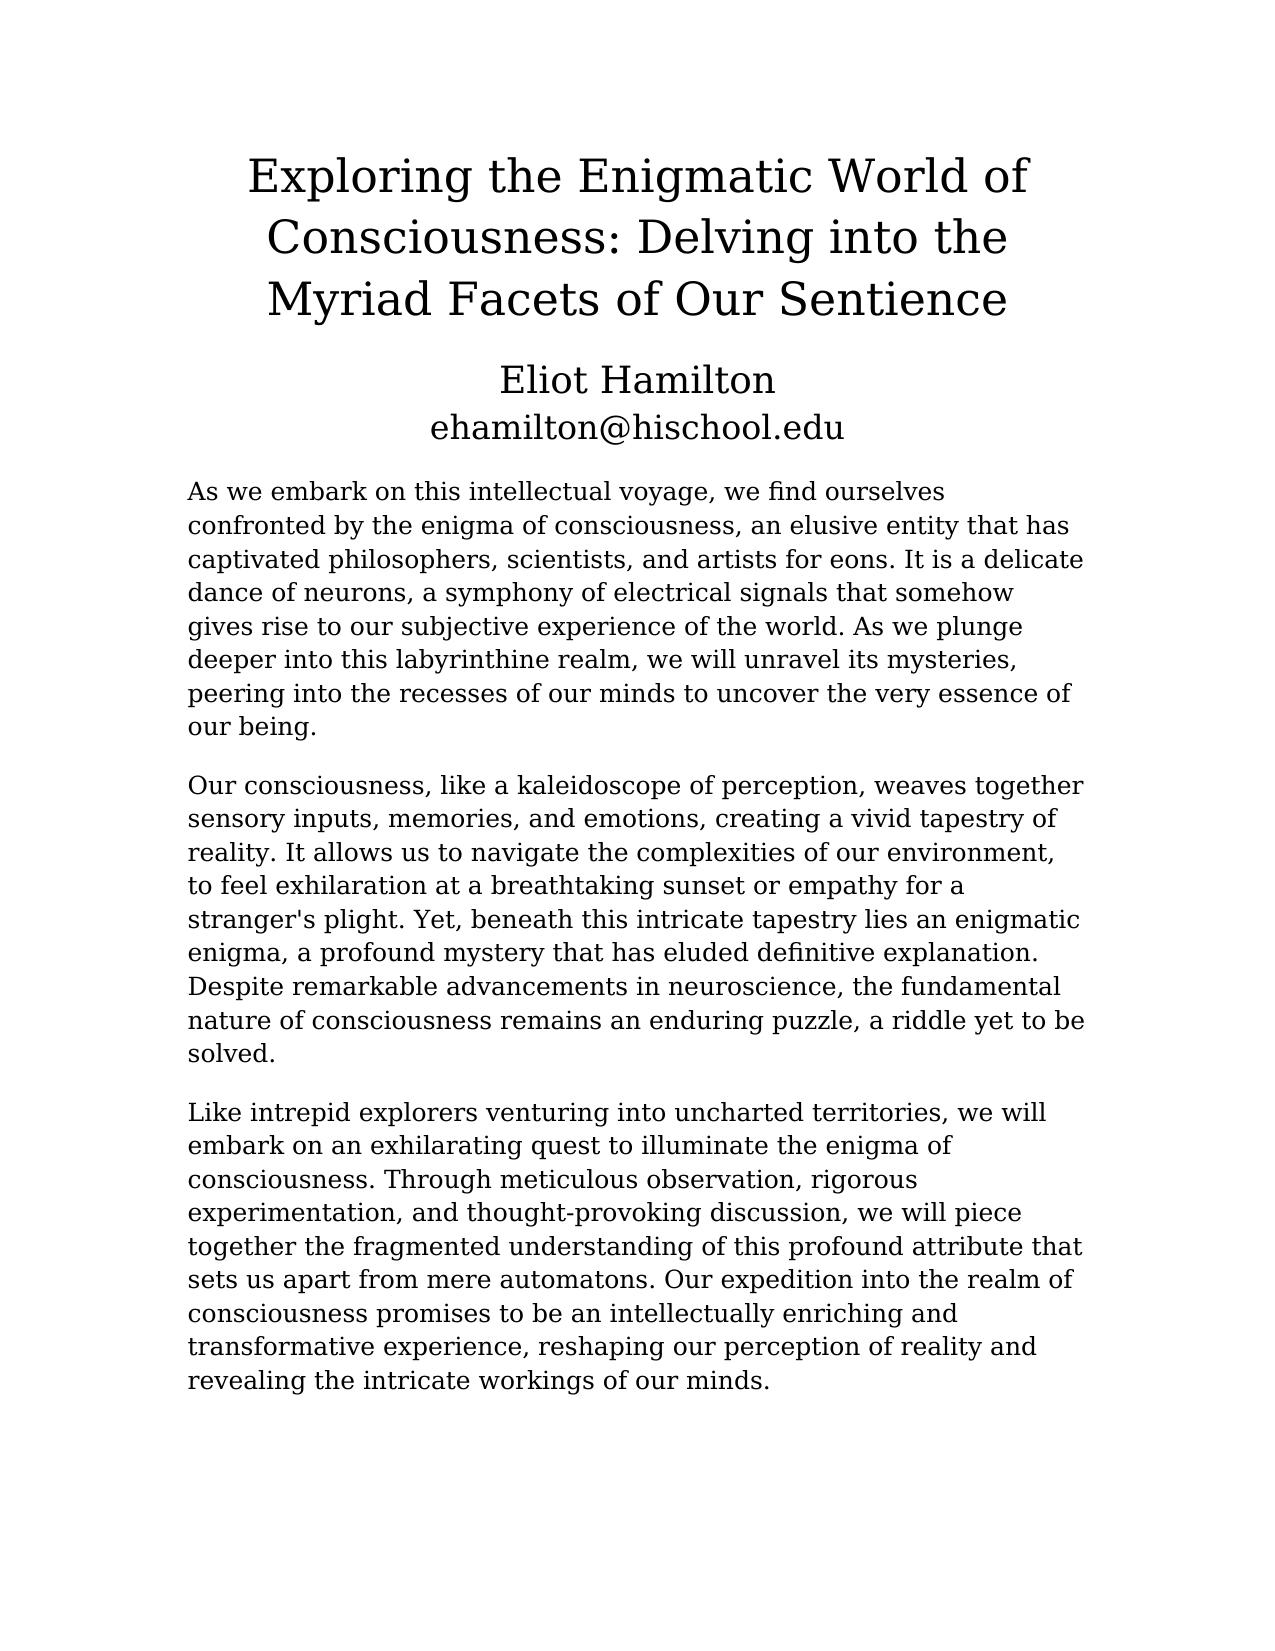 Exploring the Enigmatic World of
Consciousness: Delving into the
Myriad Facets of Our Sentience
Eliot Hamilton
ehamilton@hischool.edu
As we embark on this intellectual voyage, we find ourselves
confronted by the enigma of consciousness, an elusive entity that has
captivated philosophers, scientists, and artists for eons. It is a delicate
dance of neurons, a symphony of electrical signals that somehow
gives rise to our subjective experience of the world. As we plunge
deeper into this labyrinthine realm, we will unravel its mysteries,
peering into the recesses of our minds to uncover the very essence of
our being.
Our consciousness, like a kaleidoscope of perception, weaves together
sensory inputs, memories, and emotions, creating a vivid tapestry of
reality. It allows us to navigate the complexities of our environment,
to feel exhilaration at a breathtaking sunset or empathy for a
stranger's plight. Yet, beneath this intricate tapestry lies an enigmatic
enigma, a profound mystery that has eluded definitive explanation.
Despite remarkable advancements in neuroscience, the fundamental
nature of consciousness remains an enduring puzzle, a riddle yet to be
solved.
Like intrepid explorers venturing into uncharted territories, we will
embark on an exhilarating quest to illuminate the enigma of
consciousness. Through meticulous observation, rigorous
experimentation, and thought-provoking discussion, we will piece
together the fragmented understanding of this profound attribute that
sets us apart from mere automatons. Our expedition into the realm of
consciousness promises to be an intellectually enriching and
transformative experience, reshaping our perception of reality and
revealing the intricate workings of our minds.